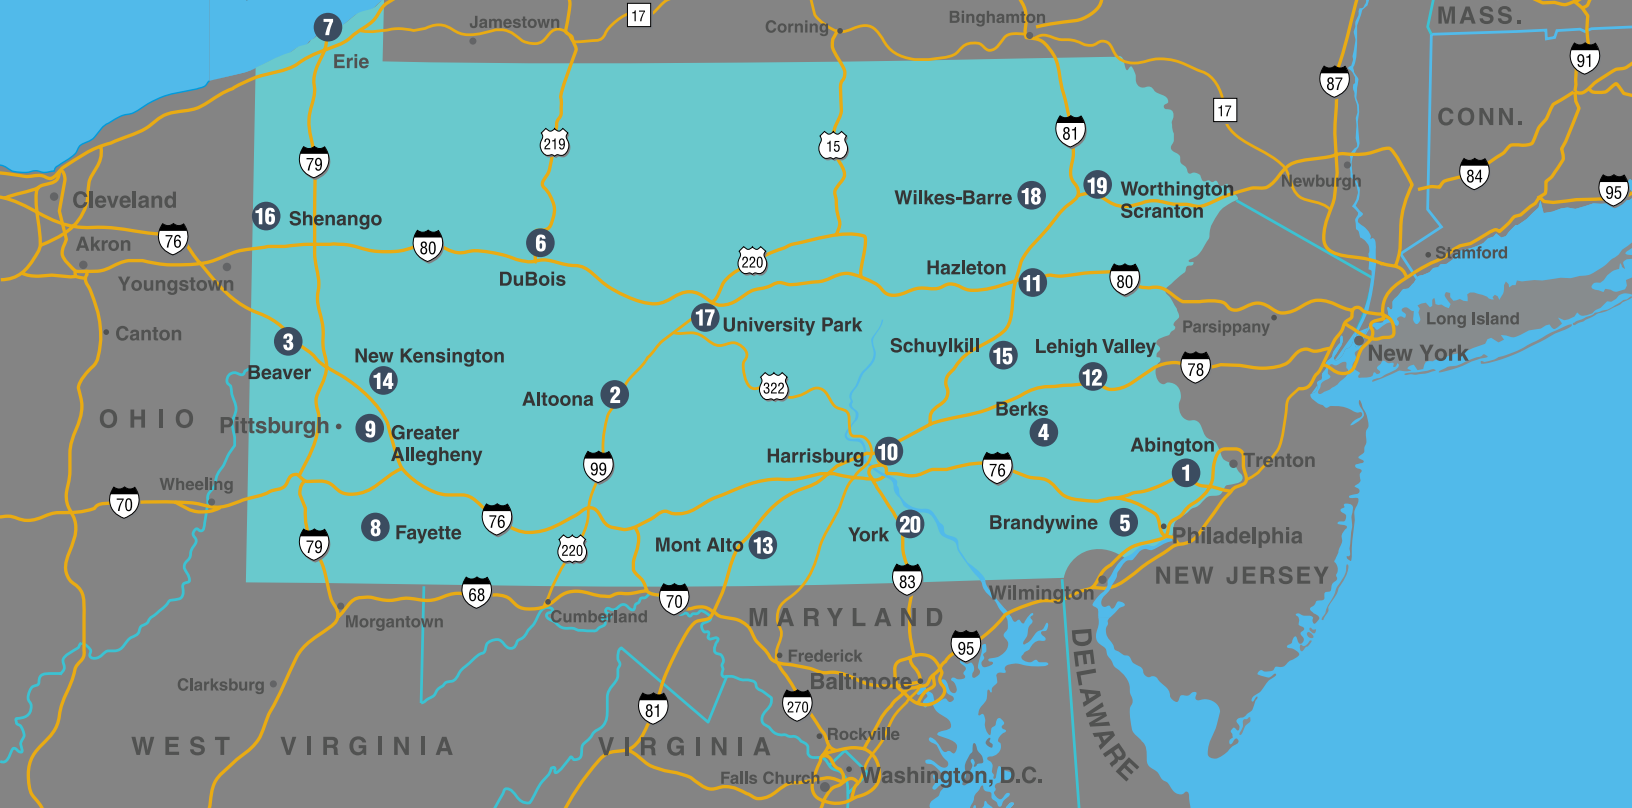 7
Erie
Jamestown
17
Corning
Binghamton
MASS.
91
87
CONN.
17
79
219
15
81
84
95
Newburgh
Cleveland
76
Akron
Youngstown
16
Shenango
80
6
DuBois
220
Wilkes-Barre
18
19
Worthington
Scranton
Hazleton
11
80
Stamford
Long Island
Parsippany
New York
Canton
3
Beaver
New Kensington
14
17
University Park
Schuylkill
15
Lehigh Valley
12
78
322
Altoona
2
OHIO
Pittsburgh
9
Greater
Allegheny
Berks
4
Abington
1
Trenton
Harrisburg
10
76
99
Wheeling
70
76
8
Fayette
79
220
Mont Alto
13
York
20
Brandywine
5
Philadelphia
NEW JERSEY
83
68
70
Wilmington
Morgantown
Cumberland
MARYLAND
DELAWARE
95
Frederick
Baltimore
Clarksburg
81
270
Rockville
WEST VIRGINIA
VIRGINIA
Falls Church
Washington, D.C.